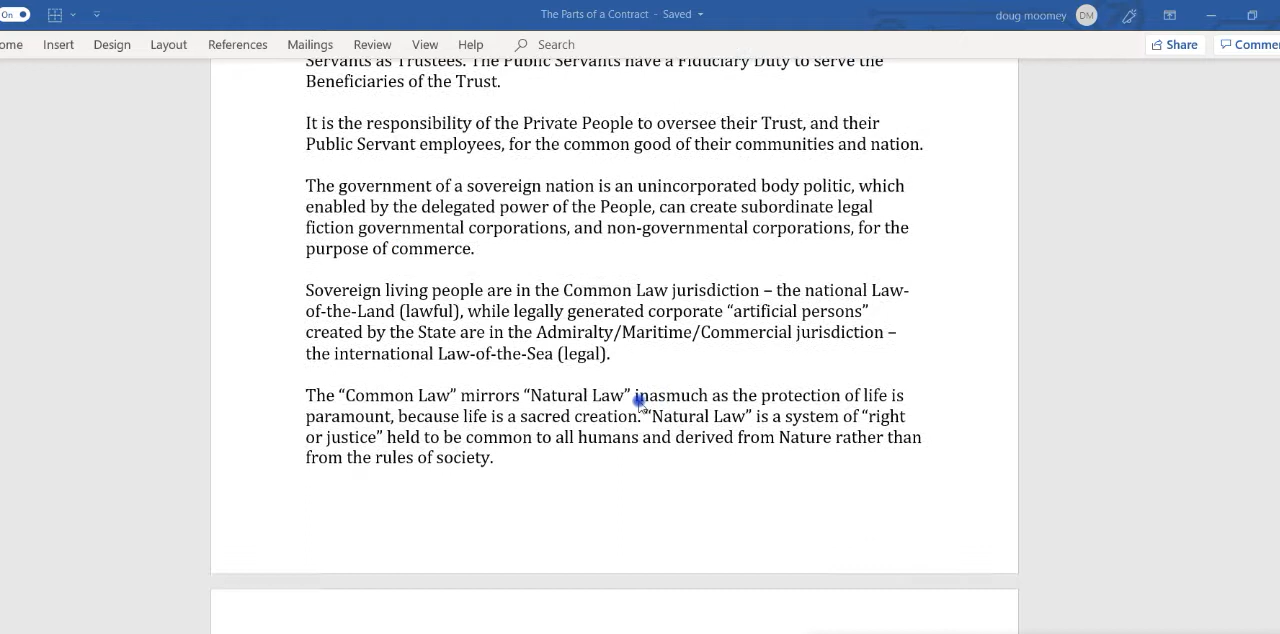 On
The Parts of a Contract - Saved
doug moomey DM
ome Insert Design Layout References Mailings Review View Help Search Share Comme
Servants as Trustees. The Public Servants have a Fiduciary Duty to serve the
Beneficiaries of the Trust.
It is the responsibility of the Private People to oversee their Trust, and their
Public Servant employees, for the common good of their communities and nation.
The government of a sovereign nation is an unincorporated body politic, which
enabled by the delegated power of the People, can create subordinate legal
fiction governmental corporations, and non-governmental corporations, for the
purpose of commerce.
Sovereign living people are in the Common Law jurisdiction – the national Law-
of-the-Land (lawful), while legally generated corporate “artificial persons”
created by the State are in the Admiralty/Maritime/Commercial jurisdiction –
the international Law-of-the-Sea (legal).
The “Common Law” mirrors “Natural Law” inasmuch as the protection of life is
paramount, because life is a sacred creation. “Natural Law” is a system of “right
or justice” held to be common to all humans and derived from Nature rather than
from the rules of society.